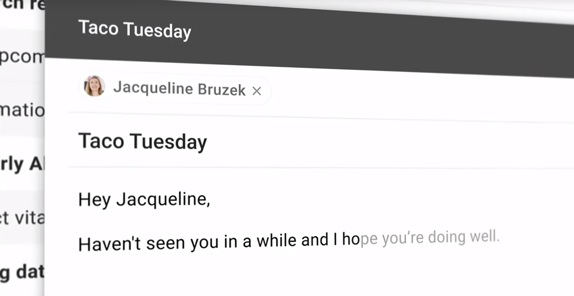 Taco Tuesday
Jacqueline Bruzek ×
Taco Tuesday
Hey Jacqueline,
Haven't seen you in a while and I hope you're doing well.